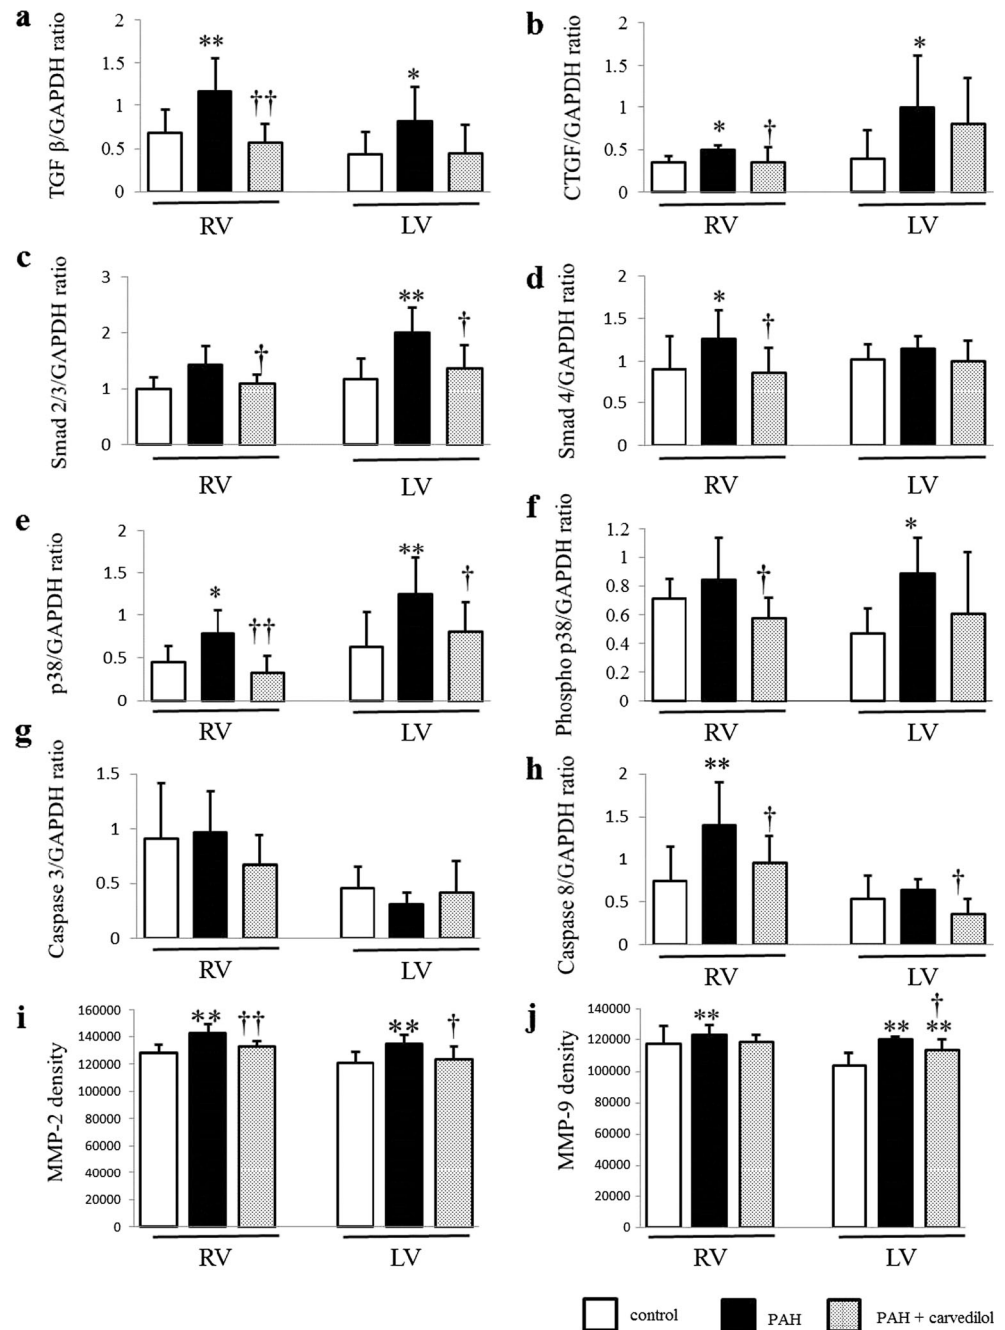 a
TGF β/GAPDH ratio
2
1.5
1
0.5
0
**
††
*
RV
LV
b
CTGF/GAPDH ratio
2
1.5
1
0.5
0
*
†
*
RV
LV
c
Smad 2/3/GAPDH ratio
3
2
1
0
†
**
†
RV
LV
d
Smad 4/GAPDH ratio
2
1.5
1
0.5
0
*
†
RV
LV
e
p38/GAPDH ratio
2
1.5
1
0.5
0
*
††
**
†
RV
LV
f
Phospho p38/GAPDH ratio
1.2
1
0.8
0.6
0.4
0.2
0
†
*
RV
LV
g
Caspase 3/GAPDH ratio
1.5
1
0.5
0
RV
LV
h
Caspase 8/GAPDH ratio
2
1.5
1
0.5
0
**
†
†
RV
LV
i
MMP-2 density
160000
140000
120000
100000
80000
60000
40000
20000
0
**
††
**
†
RV
LV
j
MMP-9 density
140000
120000
100000
80000
60000
40000
20000
0
**
**
†
**
RV
LV
control
PAH
PAH + carvedilol